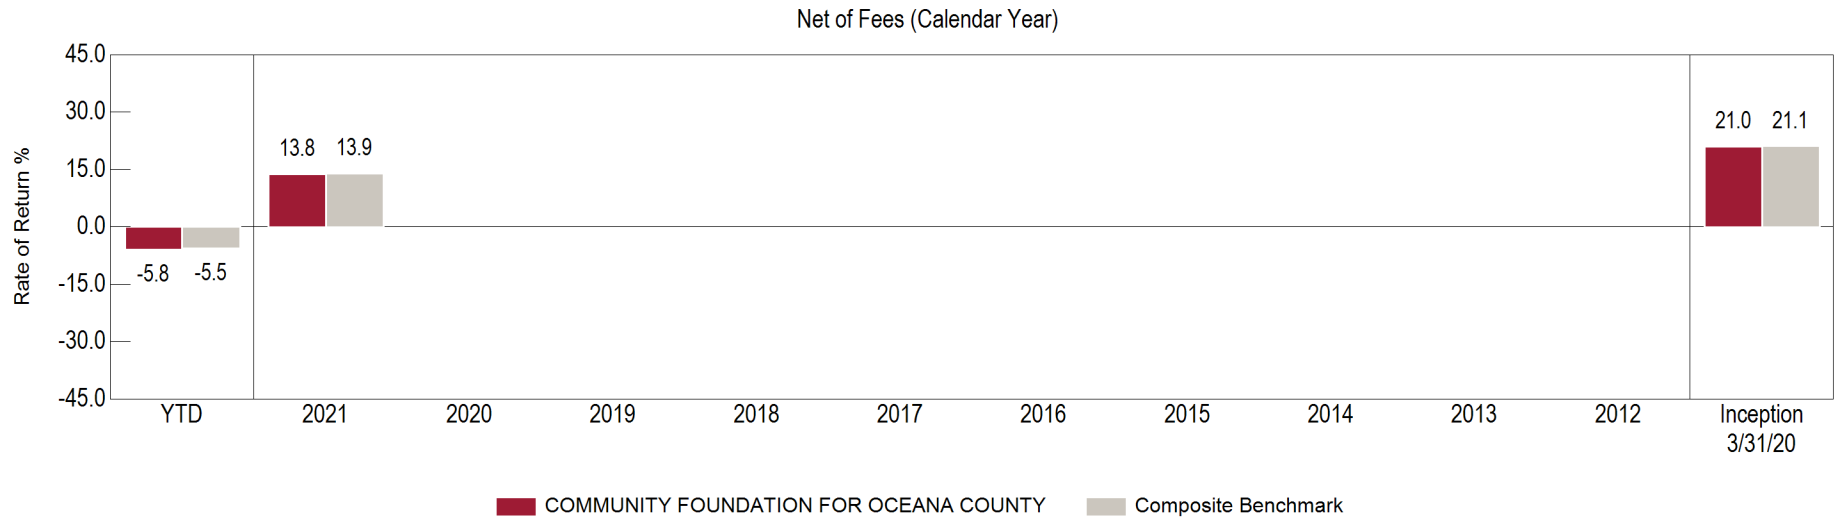 Net of Fees (Calendar Year)
Rate of Return %
45.0
30.0
15.0
0.0
-15.0
-30.0
-45.0
-5.8 -5.5
13.8 13.9
21.0 21.1
YTD 2021 2020 2019 2018 2017 2016 2015 2014 2013 2012 Inception
3/31/20
COMMUNITY FOUNDATION FOR OCEANA COUNTY Composite Benchmark